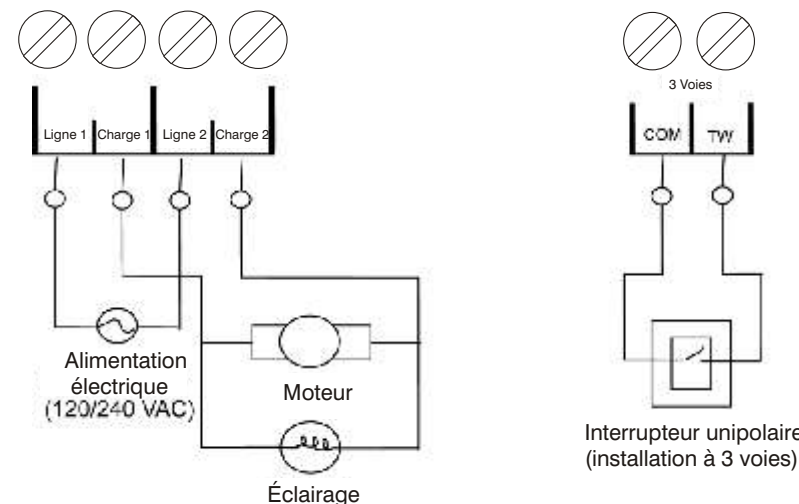 Ligne 1
Charge 1
Ligne 2
Charge 2
Alimentation
électrique
(120/240 VAC)
Moteur
Éclairage
3 Voies
COM
TW
Interrupteur unipolaire
(installation à 3 voies)